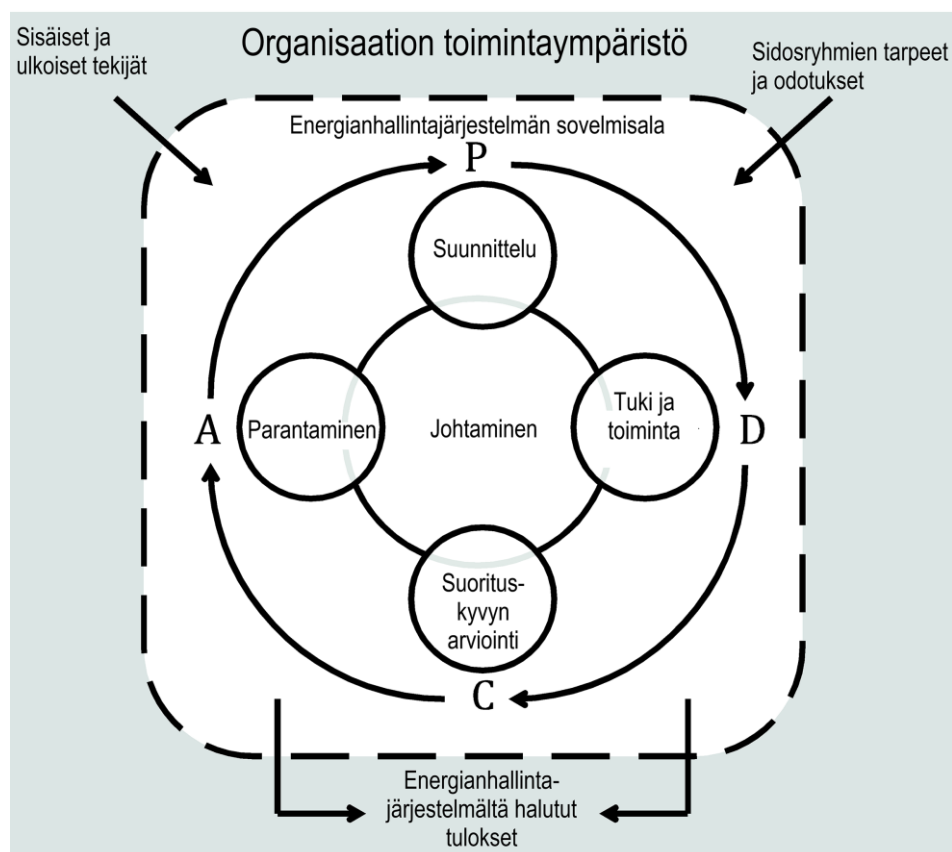 Sisäiset ja
ulkoiset tekijät
Organisaation toimintaympäristö
Sidosryhmien tarpeet
ja odotukset
Energianhallintajärjestelmän sovelmisala
P
Suunnittelu
A
Parantaminen
Johtaminen
Tuki ja
toiminta
D
Suoritus-
kyvyn
arviointi
C
Energianhallinta-
järjestelmältä halutut
tulokset